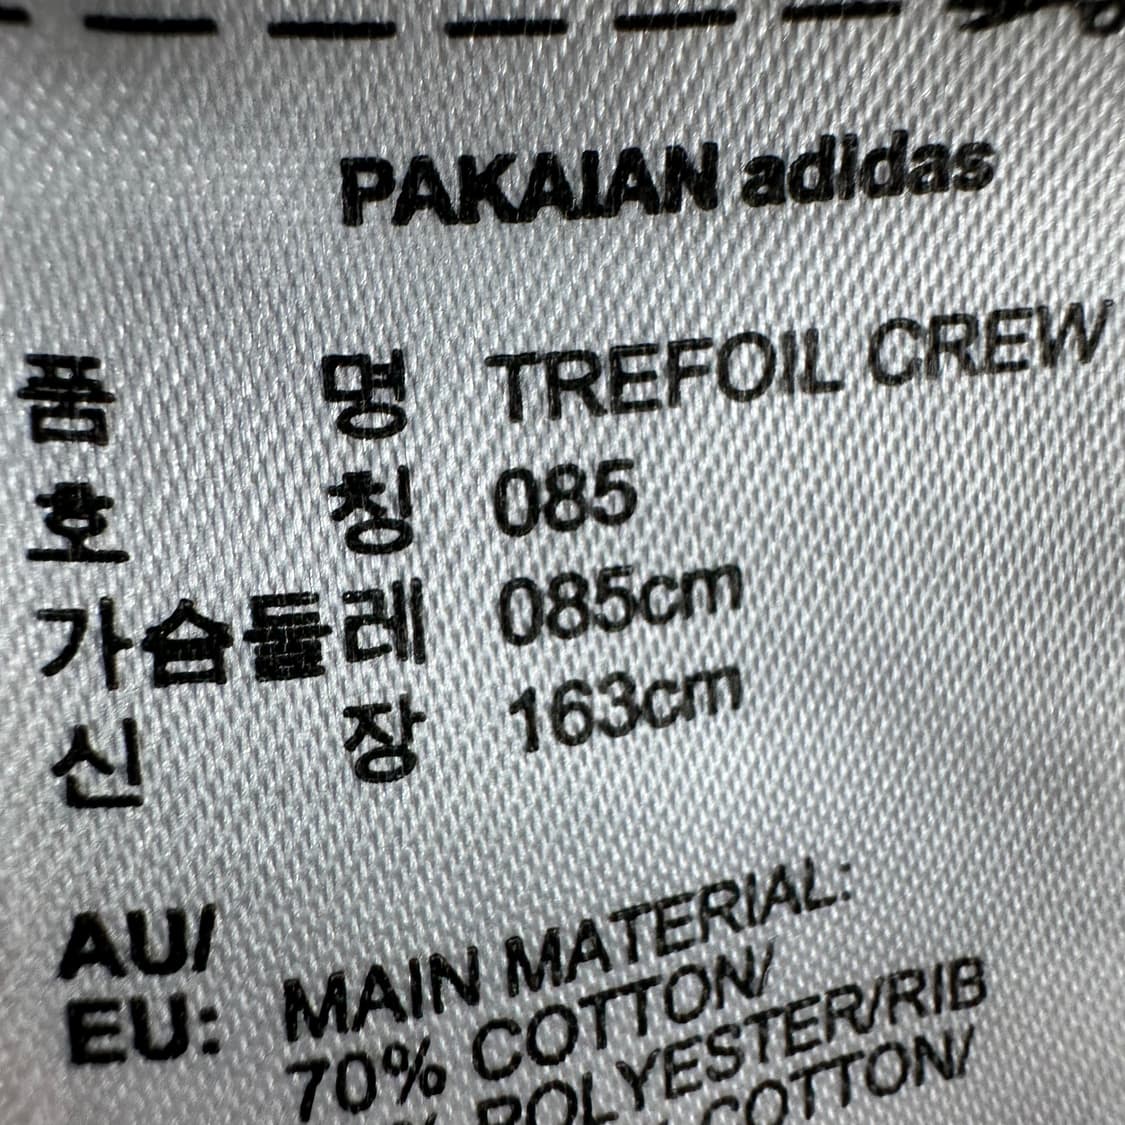 PAKAIAN adidas
품 명 TREFOIL CREW
호 칭 085
가슴둘레 085cm
신 장 163cm
AU/
EU: MAIN MATERIAL:
70% COTTON/
POLYESTER/RIB
COTTON/